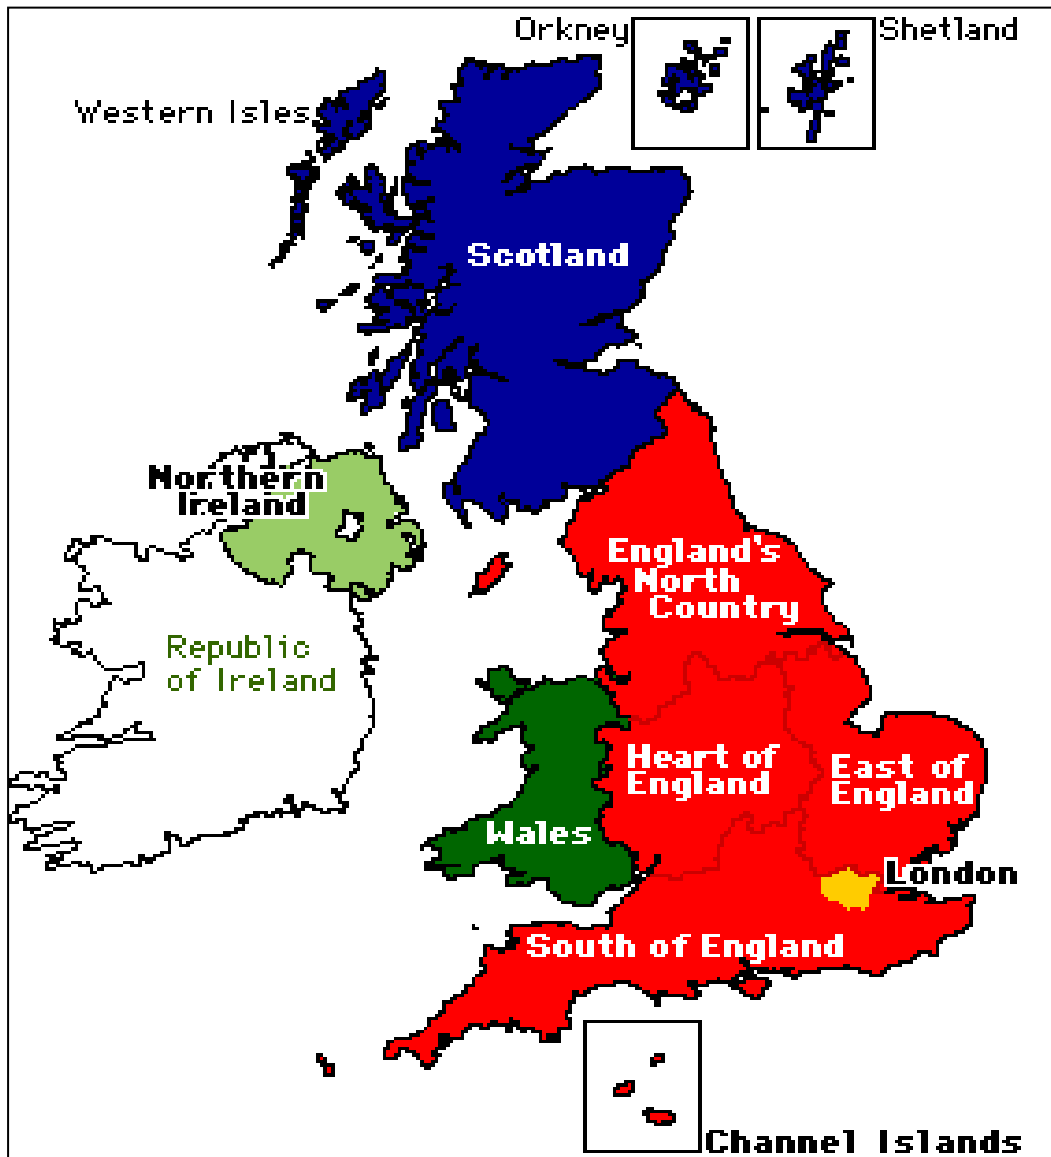 Orkney
Shetland
Western Isles
Scotland
Northern
Ireland
England's
North
Country
Republic
of Ireland
Heart of
England
East of
England
Wales
London
South of England
Channel Islands